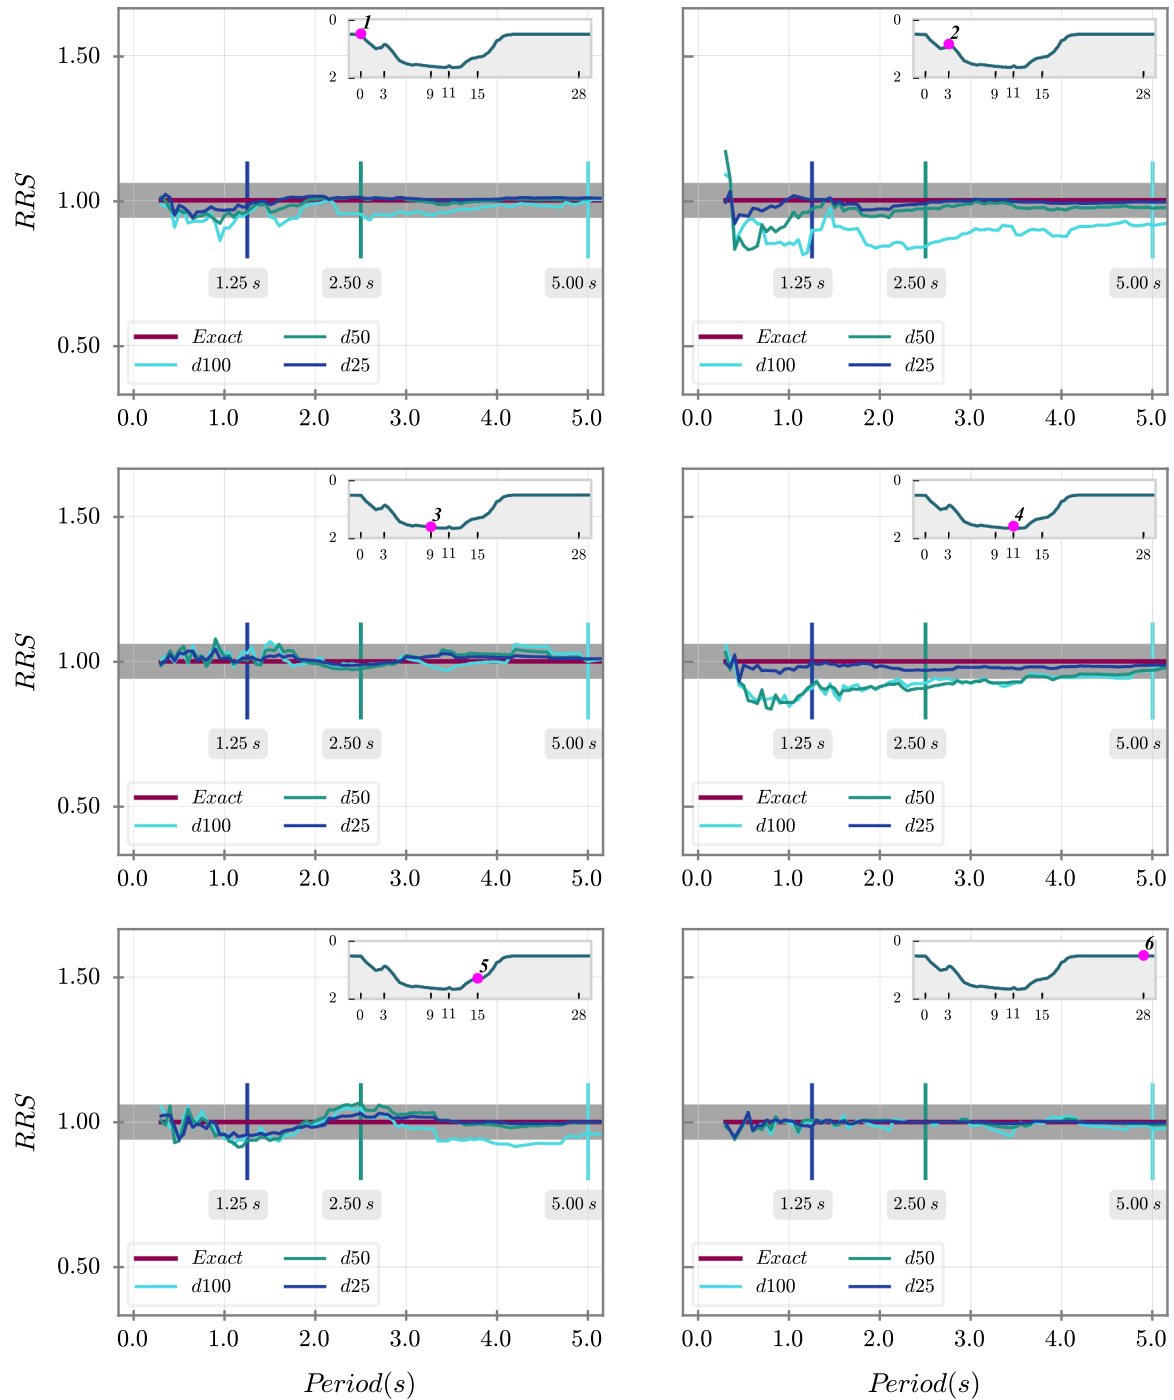 0 1 0 2
1.50
2 2
0 3 9 11 15 28 0 3 9 11 15 28
RRS 1.00
1.25 s 2.50 s 5.00 s 1.25 s 2.50 s 5.00 s
0.50 Exact d50 Exact d50
d100 d25 d100 d25
0.0 1.0 2.0 3.0 4.0 5.0 0.0 1.0 2.0 3.0 4.0 5.0
0 0
1.50 3 4
2 2
0 3 9 11 15 28 0 3 9 11 15 28
RRS 1.00
1.25 s 2.50 s 5.00 s 1.25 s 2.50 s 5.00 s
0.50 Exact d50 Exact d50
d100 d25 d100 d25
0.0 1.0 2.0 3.0 4.0 5.0 0.0 1.0 2.0 3.0 4.0 5.0
0 0 6
1.50 5
2 2
0 3 9 11 15 28 0 3 9 11 15 28
RRS 1.00
1.25 s 2.50 s 5.00 s 1.25 s 2.50 s 5.00 s
0.50 Exact d50 Exact d50
d100 d25 d100 d25
0.0 1.0 2.0 3.0 4.0 5.0 0.0 1.0 2.0 3.0 4.0 5.0
Period(s) Period(s)